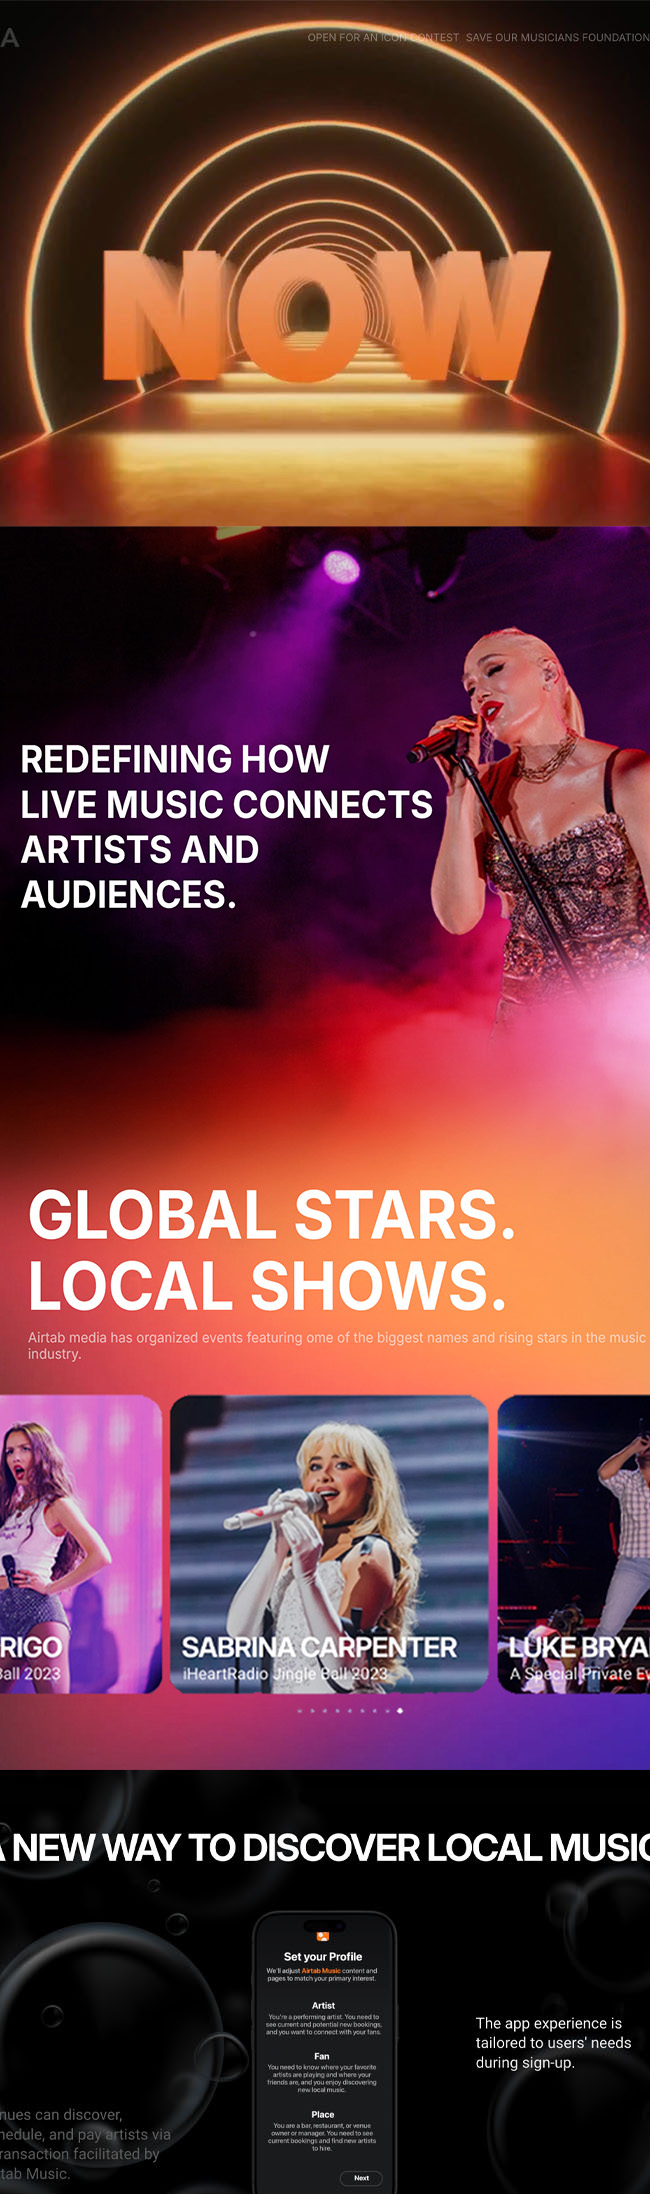 A
OPEN FOR AN ICON CONTEST SAVE OUR MUSICIANS FOUNDATION
NOW
REDEFINING HOW
LIVE MUSIC CONNECTS
ARTISTS AND
AUDIENCES.
GLOBAL STARS.
LOCAL SHOWS.
Airtab media has organized events featuring ome of the biggest names and rising stars in the music
industry.
RIGO
Ball 2023
SABRINA CARPENTER
iHeartRadio Jingle Ball 2023
LUKE BRYA
A Special Private Ev
A NEW WAY TO DISCOVER LOCAL MUSIC
Set your Profile
We'll adjust Airtab Music content and
pages to match your primary interest.
Artist
You're a performing artist. You need to
see current and potential new bookings,
and you want to connect with your fans.
Fan
You need to know where your favorite
artists are playing and where your
friends are, and you enjoy discovering
new local music.
Place
You are a bar, restaurant, or venue
owner or manager. You need to see
current bookings and find new artists
to hire.
Next
The app experience is
tailored to users' needs
during sign-up.
nues can discover,
hedule, and pay artists via
ransaction facilitated by
tab Music.